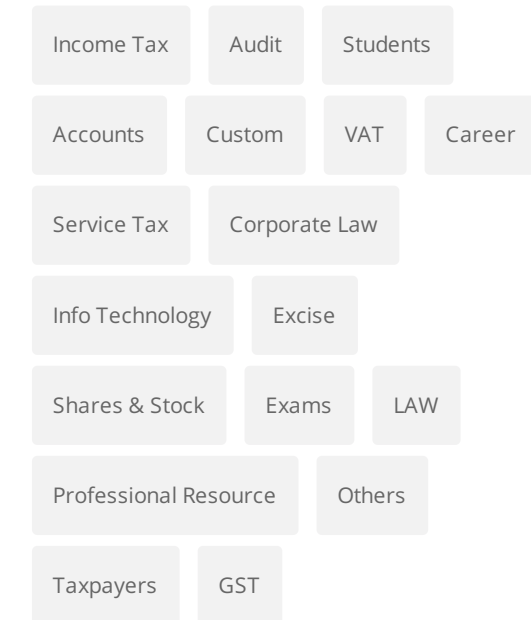 Income Tax Audit Students
Accounts Custom VAT Career
Service Tax Corporate Law
Info Technology Excise
Shares & Stock Exams LAW
Professional Resource Others
Taxpayers GST